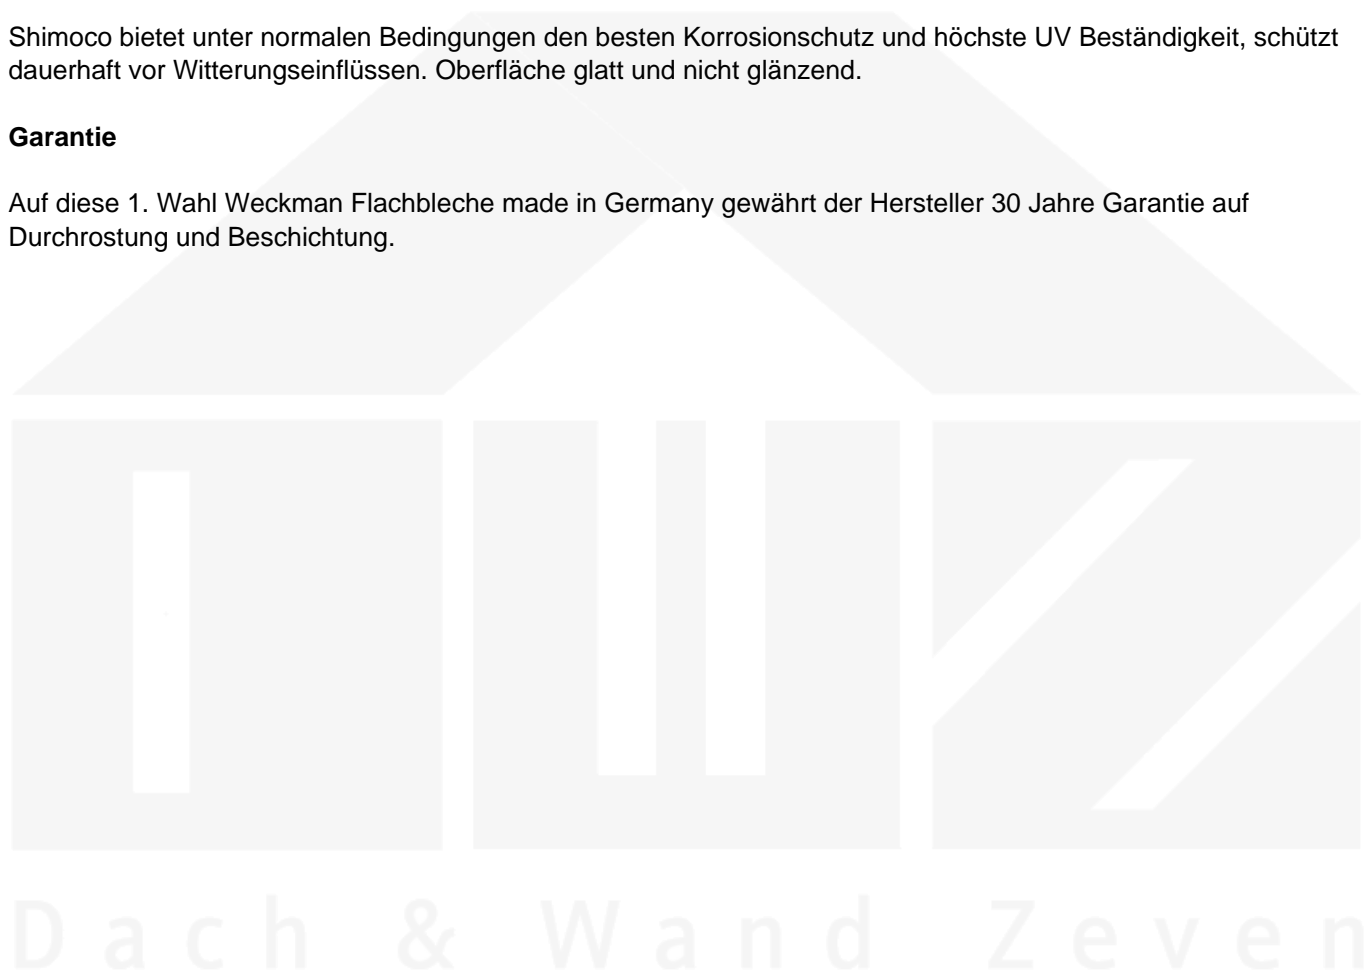 Shimoco bietet unter normalen Bedingungen den besten Korrosionschutz und höchste UV Beständigkeit, schützt
dauerhaft vor Witterungseinflüssen. Oberfläche glatt und nicht glänzend.
Garantie
Auf diese 1. Wahl Weckman Flachbleche made in Germany gewährt der Hersteller 30 Jahre Garantie auf
Durchrostung und Beschichtung.
Dach & Wand Zeven